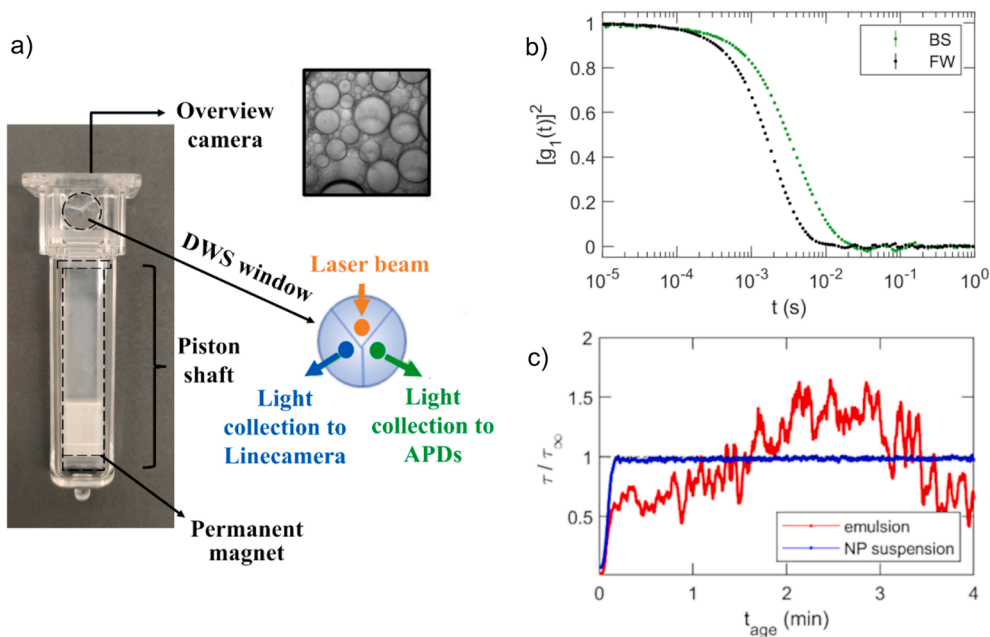 a)
Overview
camera
DWS window
Laser beam
Piston
shaft
Light
collection to
Linecamera
Light
collection to
APDs
Permanent
magnet
b)
[g₁(t)]²
1
0.8
0.6
0.4
0.2
0
10⁻⁵ 10⁻⁴ 10⁻³ 10⁻² 10⁻¹ 10⁰
t (s)
BS
FW
c)
τ / τ∞
2
1.5
1
0.5
0 1 2 3 4
t_age (min)
emulsion
NP suspension